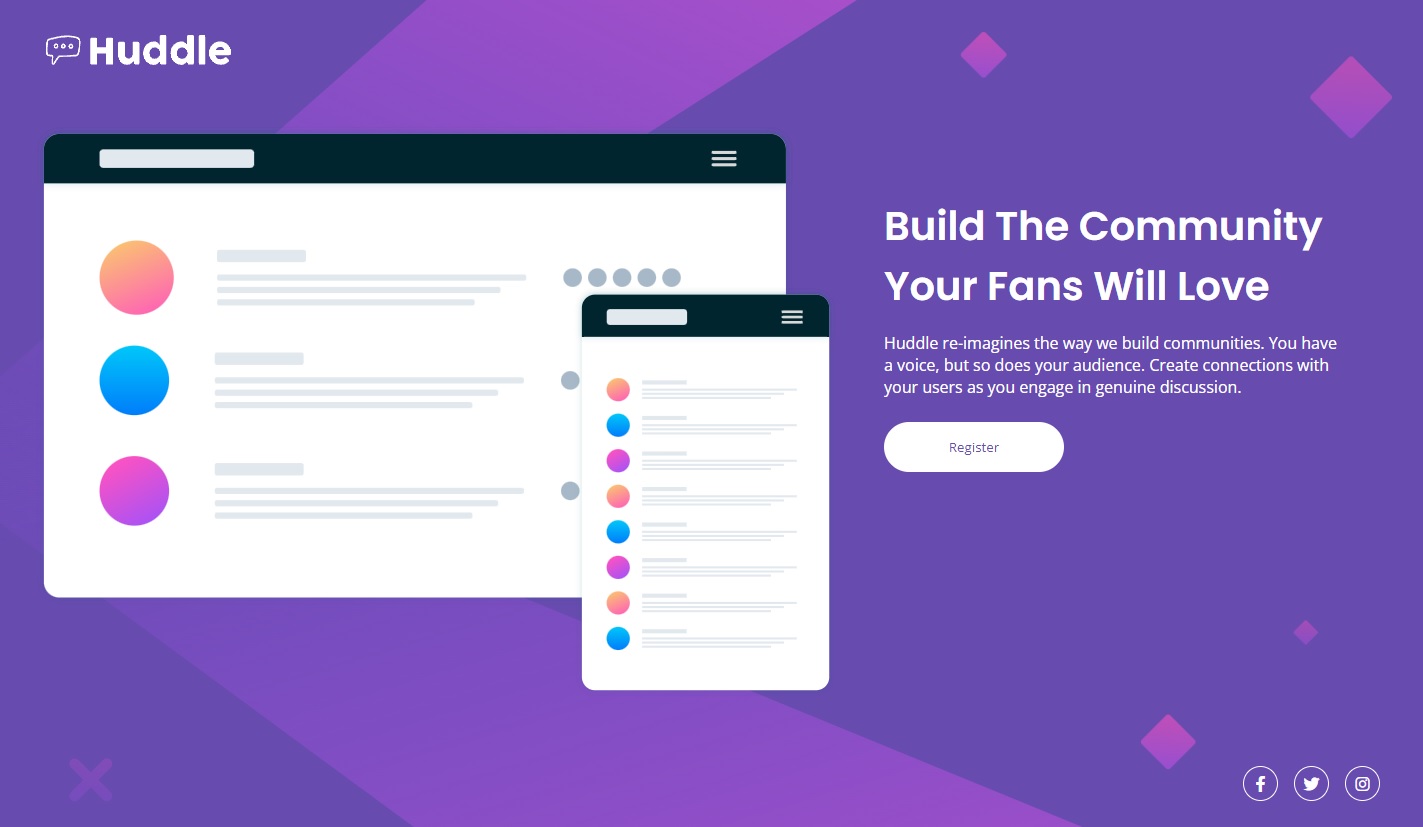 Huddle
Build The Community
Your Fans Will Love
Huddle re-imagines the way we build communities. You have
a voice, but so does your audience. Create connections with
your users as you engage in genuine discussion.
Register